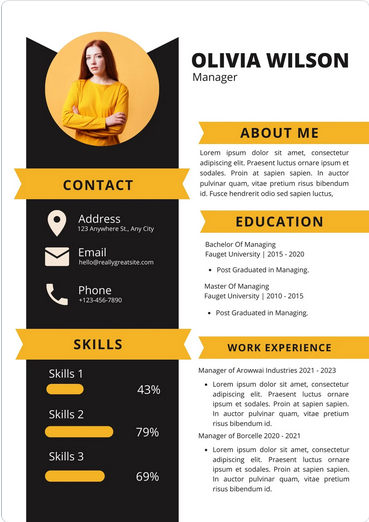 OLIVIA WILSON
Manager
CONTACT
Address
123 Anywhere St., Any City
Email
hello@reallygreatsite.com
Phone
+123-456-7890
SKILLS
Skills 1
43%
Skills 2
79%
Skills 3
69%
ABOUT ME
Lorem ipsum dolor sit amet, consectetur
adipiscing elit. Praesent luctus ornare ipsum et
sodales. Proin at sapien sapien. In auctor
pulvinar quam, vitae pretium risus bibendum
id. Fusce hendrerit odio sed sapien luctus,
EDUCATION
Bachelor Of Managing
Fauget University | 2015 - 2020
• Post Graduated in Managing.
Master Of Managing
Fauget University | 2010 - 2015
• Post Graduated in Managing.
WORK EXPERIENCE
Manager of Arowwai Industries 2021 - 2023
• Lorem ipsum dolor sit amet, consectetur
adipiscing elit. Praesent luctus ornare
ipsum et sodales. Proin at sapien sapien.
In auctor pulvinar quam, vitae pretium
risus bibendum id.
Manager of Borcelle 2020 - 2021
• Lorem ipsum dolor sit amet, consectetur
adipiscing elit. Praesent luctus ornare
ipsum et sodales. Proin at sapien sapien.
In auctor pulvinar quam, vitae pretium
risus bibendum id.